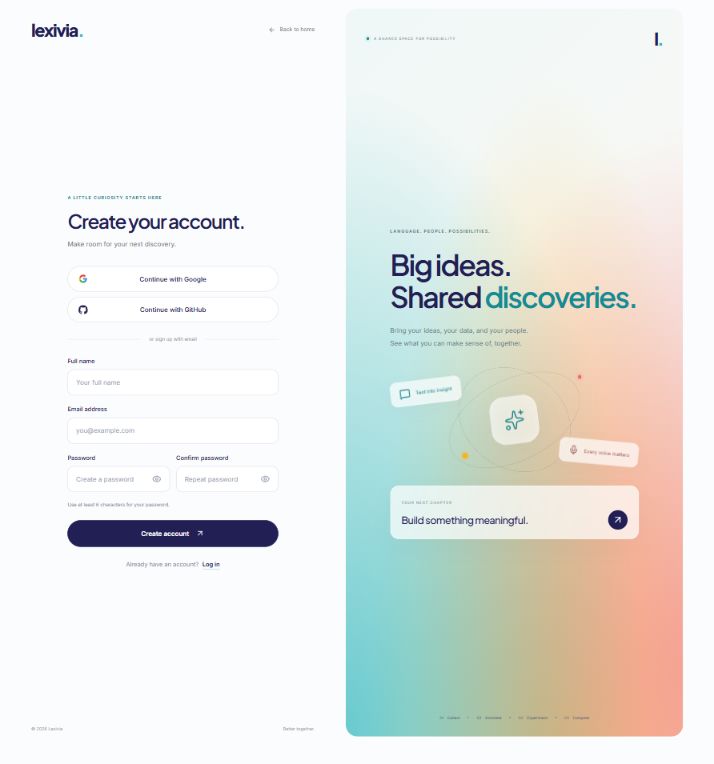 lexivia.
Back to home
A LITTLE CURIOSITY STARTS HERE
Create your account.
Make room for your next discovery.
Continue with Google
Continue with GitHub
or sign up with email
Full name
Your full name
Email address
you@example.com
Password
Confirm password
Create a password
Repeat password
Use at least 6 characters for your password.
Create account
Already have an account? Log in
© 2026 Lexivia
Better together.
A SHARED SPACE FOR POSSIBILITY
l.
LANGUAGE. PEOPLE. POSSIBILITIES.
Big ideas.
Shared discoveries.
Bring your ideas, your data, and your people.
See what you can make sense of, together.
Text into insight
Every voice matters
YOUR NEXT CHAPTER
Build something meaningful.
01 Collect 02 Annotate 03 Experiment 04